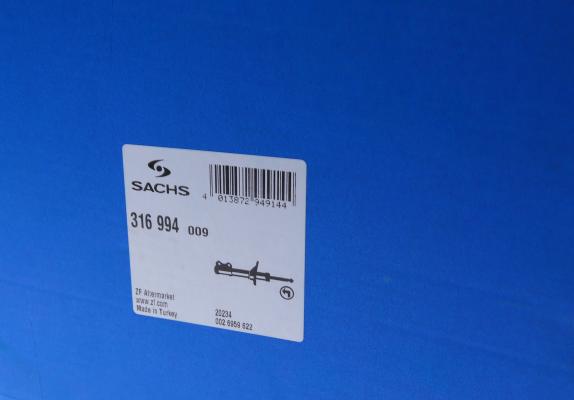 SACHS
4 013872 949144
316 994 009
ZF Aftermarket
www.zf.com
Made in Turkey
20234
002 6959 622